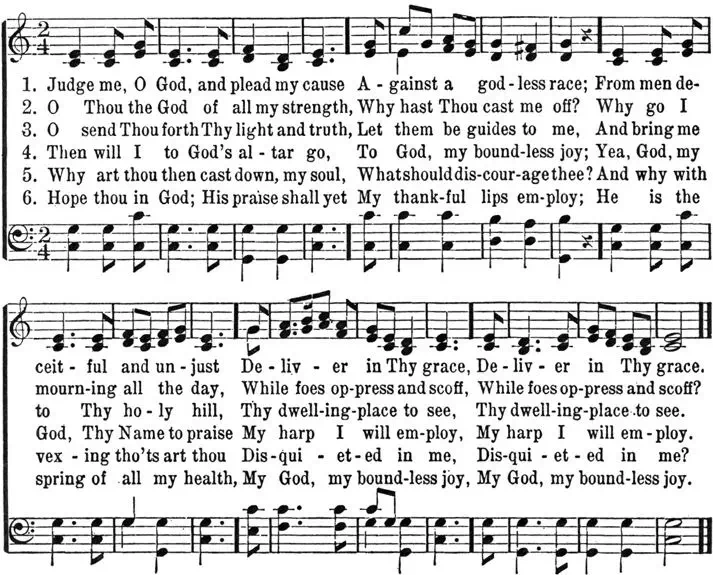 2
4
1. Judge me, O God, and plead my cause A - gainst a god - less race; From men de-
2. O Thou the God of all my strength, Why hast Thou cast me off? Why go I
3. O send Thou forth Thy light and truth, Let them be guides to me, And bring me
4. Then will I to God's al - tar go, To God, my bound-less joy; Yea, God, my
5. Why art thou then cast down, my soul, What should dis-cour-age thee? And why with
6. Hope thou in God; His praise shall yet My thank-ful lips em-ploy; He is the
2
4
ceit - ful and un - just De - liv - er in Thy grace, De - liv - er in Thy grace.
mourn-ing all the day, While foes op-press and scoff, While foes op-press and scoff?
to Thy ho - ly hill, Thy dwell-ing-place to see, Thy dwell-ing-place to see.
God, Thy Name to praise My harp I will em-ploy, My harp I will em - ploy.
vex - ing tho'ts art thou Dis-qui - et - ed in me, Dis-qui - et - ed in me?
spring of all my health, My God, my bound-less joy, My God, my bound-less joy.